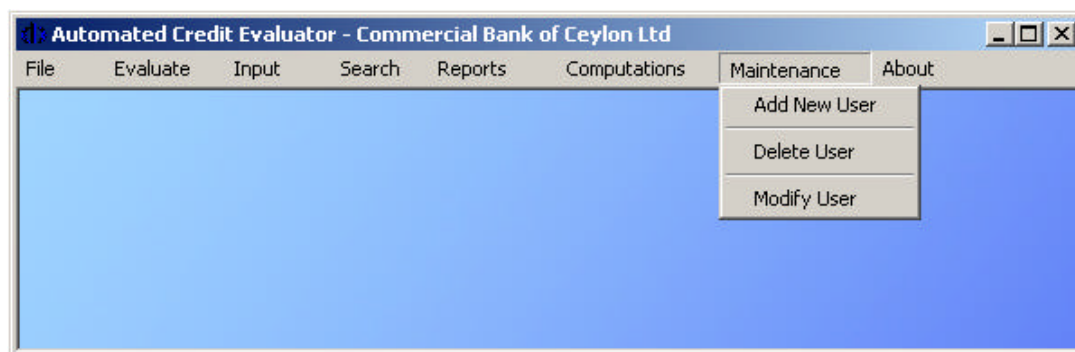 Automated Credit Evaluator - Commercial Bank of Ceylon Ltd
File Evaluate Input Search Reports Computations Maintenance About
Add New User
Delete User
Modify User